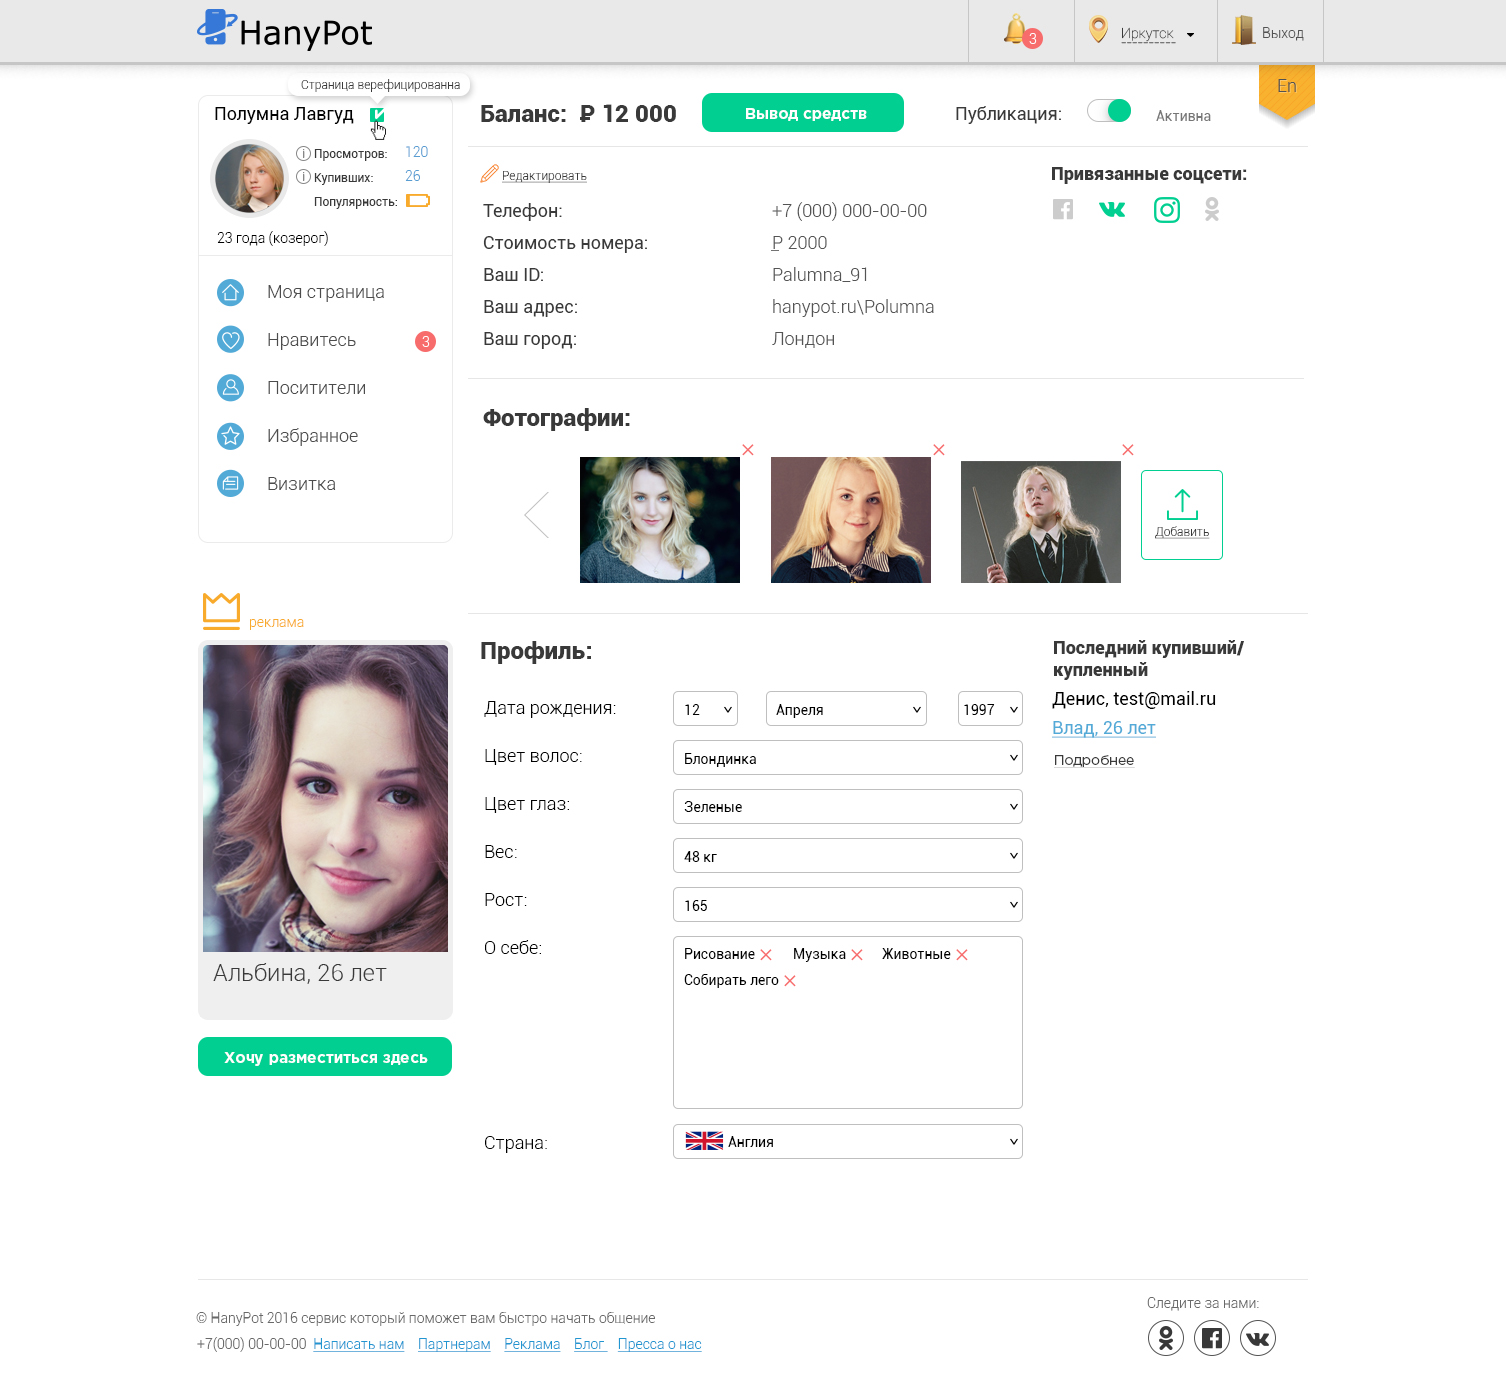 HanyPot
3
Иркутск
Выход
En
Страница верефицированна
Полумна Лавгуд
Просмотров: 120
Купивших: 26
Популярность:
23 года (козерог)
Моя страница
Нравитесь 3
Поситители
Избранное
Визитка
реклама
Альбина, 26 лет
Хочу разместиться здесь
Баланс: ₽ 12 000
Вывод средств
Публикация:
Активна
Редактировать
Телефон: +7 (000) 000-00-00
Стоимость номера: Р 2000
Ваш ID: Palumna_91
Ваш адрес: hanypot.ru\Polumna
Ваш город: Лондон
Привязанные соцсети:
Фотографии:
Добавить
Профиль:
Дата рождения: 12 Апреля 1997
Цвет волос: Блондинка
Цвет глаз: Зеленые
Вес: 48 кг
Рост: 165
О себе: Рисование Музыка Животные
Собирать лего
Страна: Англия
Последний купивший/
купленный
Денис, test@mail.ru
Влад, 26 лет
Подробнее
© HanyPot 2016 сервис который поможет вам быстро начать общение
+7(000) 00-00-00 Написать нам Партнерам Реклама Блог Пресса о нас
Следите за нами: